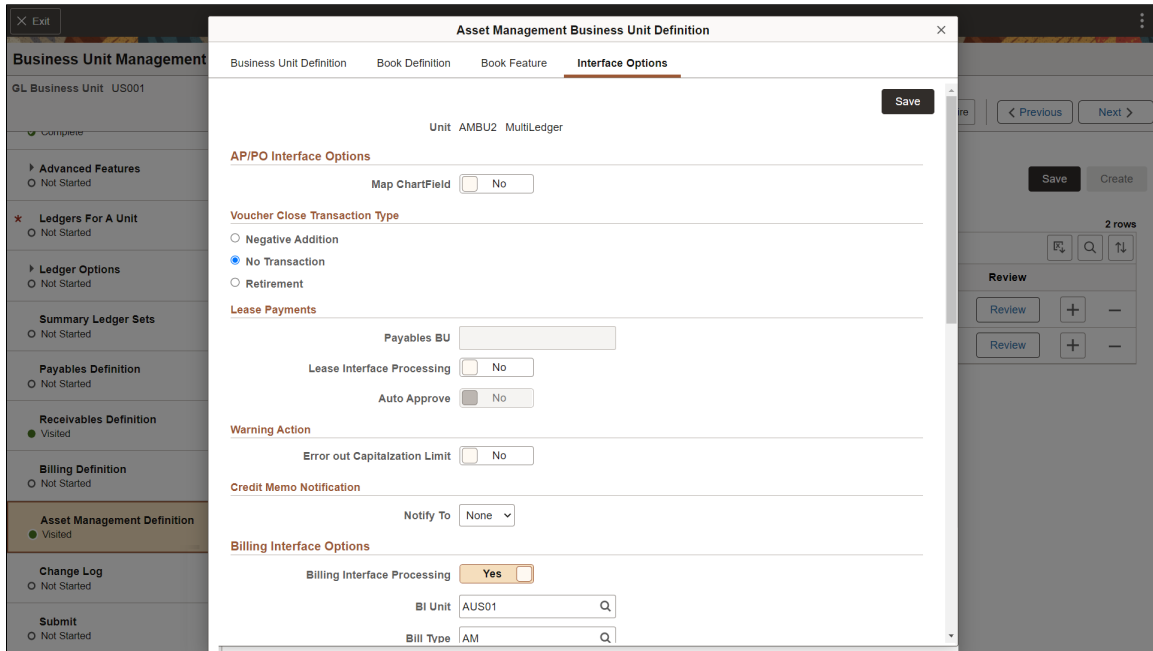 Exit
Business Unit Management
GL Business Unit US001
Complete
Advanced Features
Not Started
* Ledgers For A Unit
Not Started
Ledger Options
Not Started
Summary Ledger Sets
Not Started
Payables Definition
Not Started
Receivables Definition
Visited
Billing Definition
Not Started
Asset Management Definition
Visited
Change Log
Not Started
Submit
Not Started
Asset Management Business Unit Definition
Business Unit Definition Book Definition Book Feature Interface Options
Save
Unit AMBU2 MultiLedger
AP/PO Interface Options
Map ChartField No
Voucher Close Transaction Type
Negative Addition
No Transaction
Retirement
Lease Payments
Payables BU
Lease Interface Processing No
Auto Approve No
Warning Action
Error out Capitalzation Limit No
Credit Memo Notification
Notify To None
Billing Interface Options
Billing Interface Processing Yes
BI Unit AUS01
Bill Type AM
Previous Next
Save Create
2 rows
Review
Review
Review